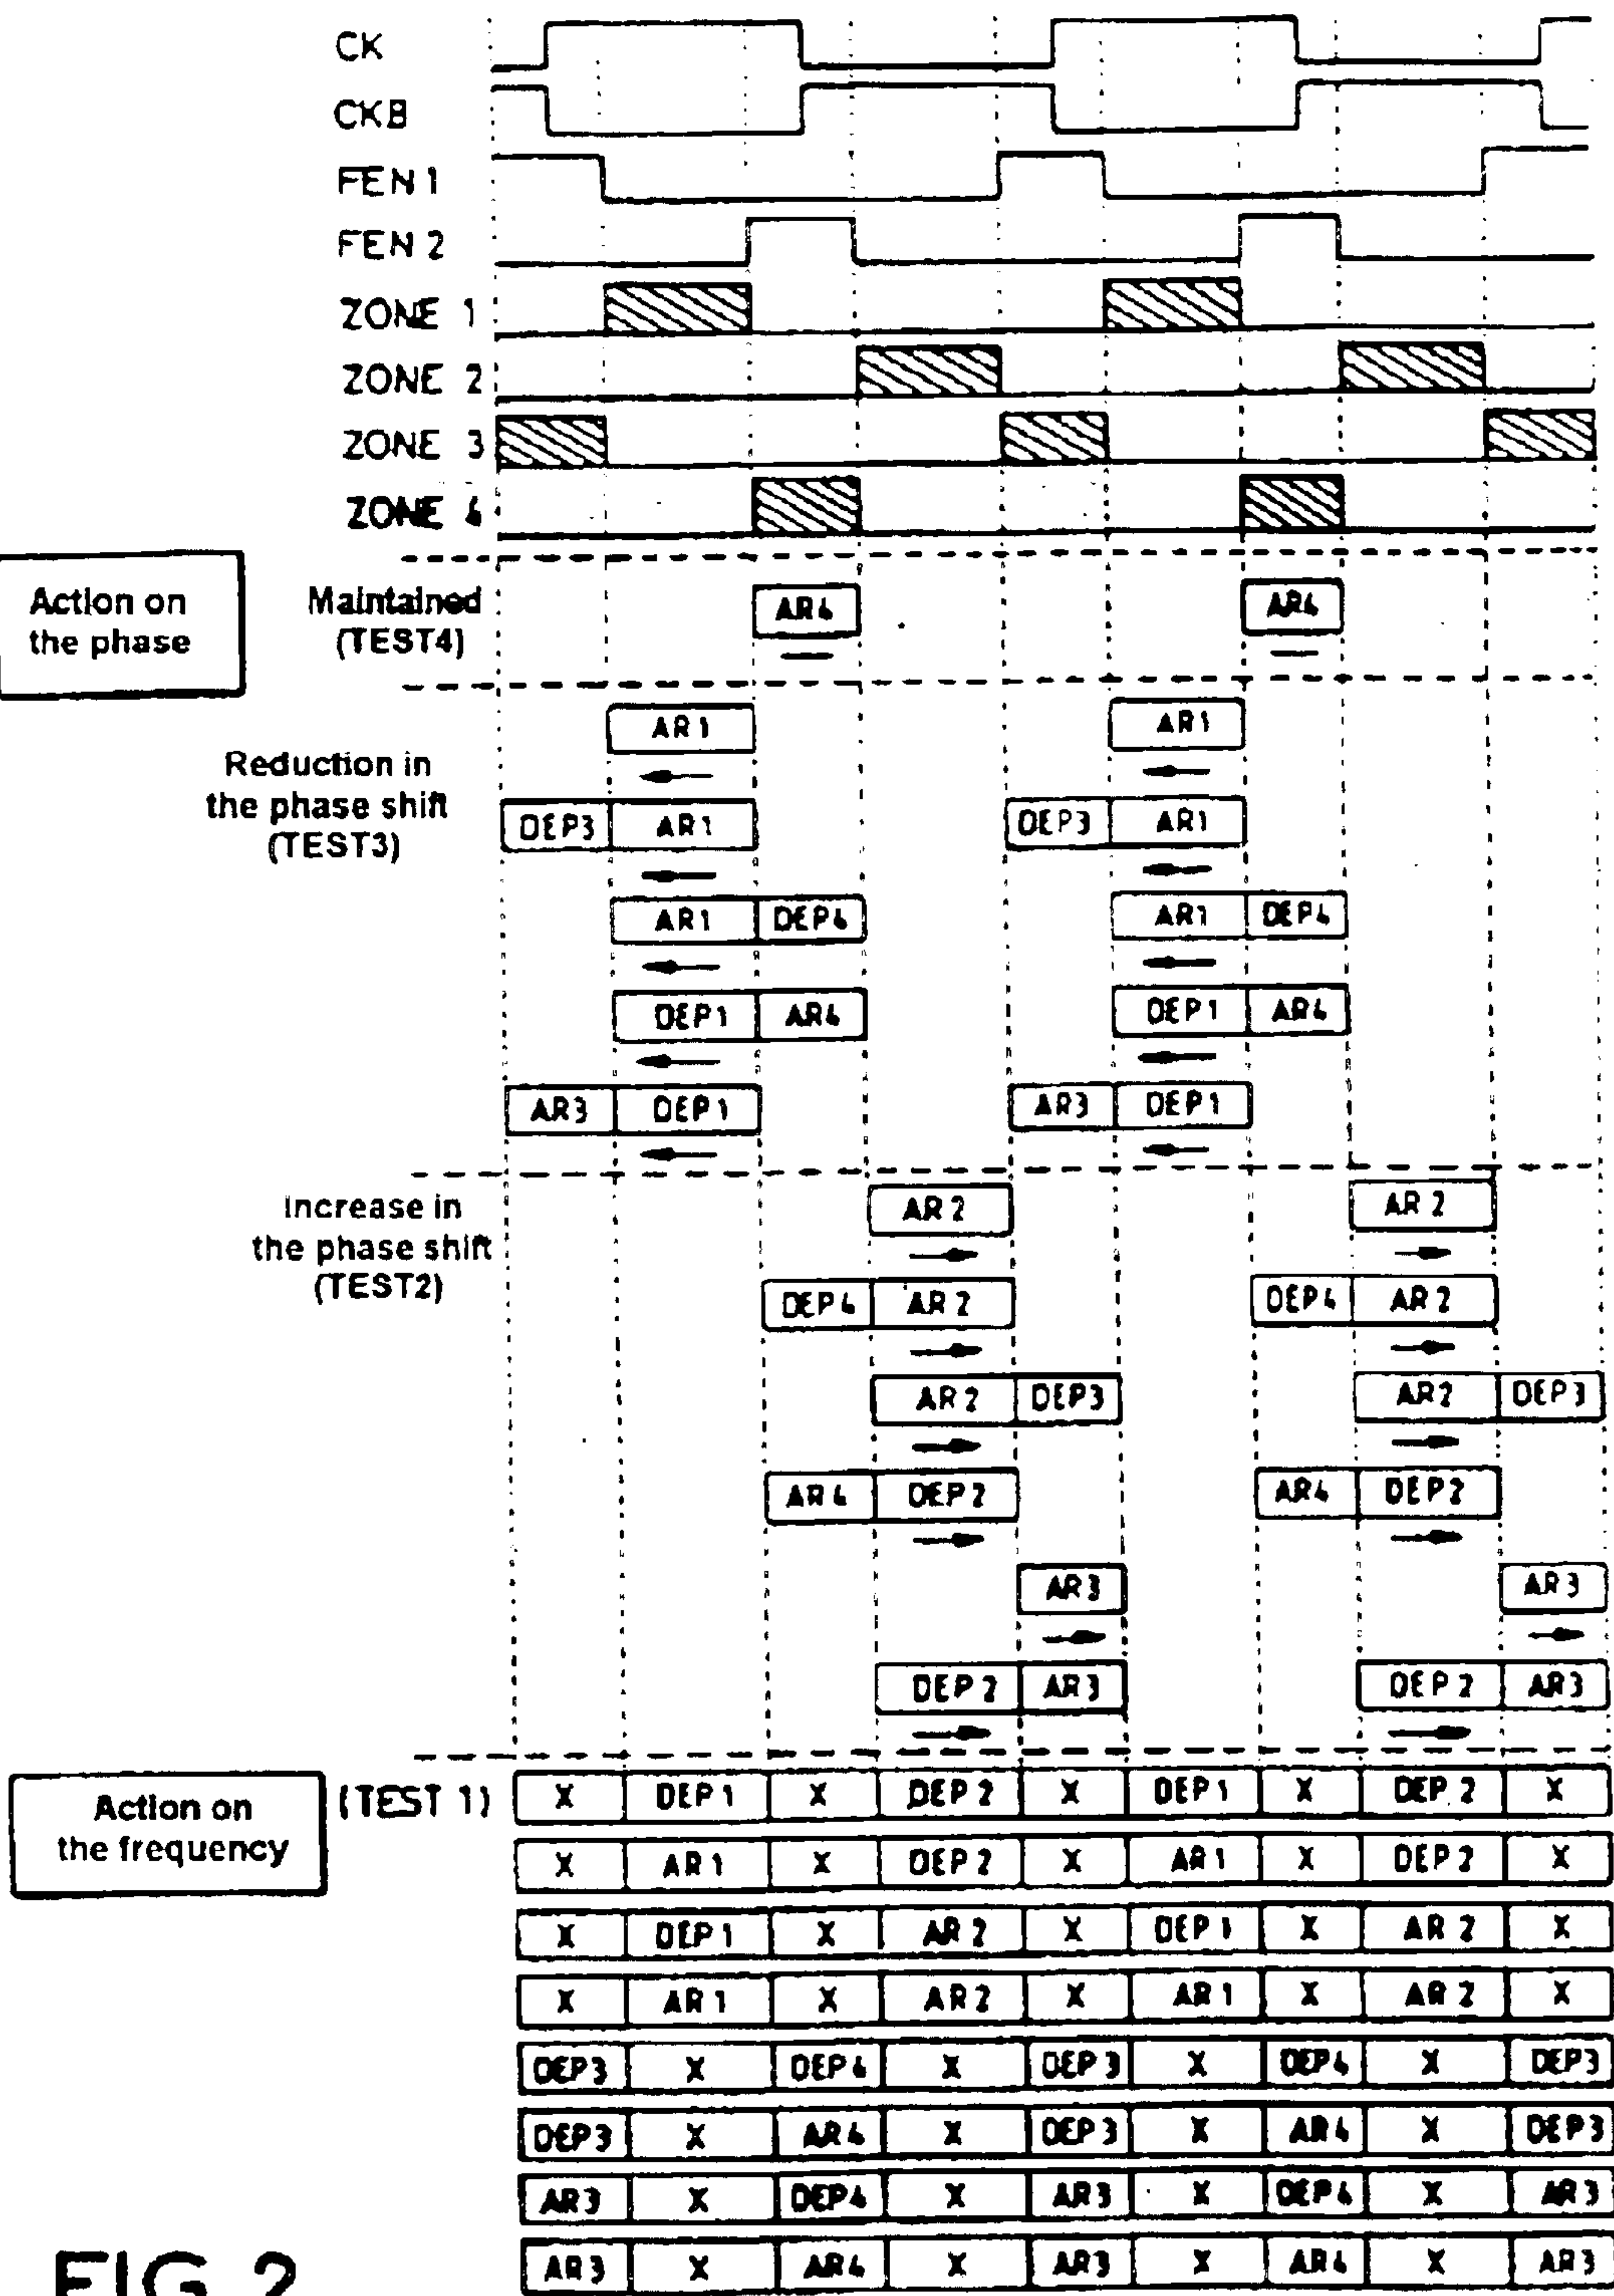 CK
CKB
FEN 1
FEN 2
ZONE 1
ZONE 2
ZONE 3
ZONE 4
Action on
the phase
Maintained
(TEST4)
AR4 AR4
Reduction in
the phase shift
(TEST3)
AR1 AR1
DEP3 AR1 DEP3 AR1
AR1 DEP4 AR1 DEP4
DEP1 AR4 DEP1 AR4
AR3 DEP1 AR3 DEP1
Increase in
the phase shift
(TEST2)
AR2 AR2
DEP4 AR2 DEP4 AR2
AR2 DEP3 AR2 DEP3
AR4 DEP2 AR4 DEP2
AR3 AR3
DEP2 AR3 DEP2 AR3
Action on
the frequency
(TEST 1)
X DEP1 X DEP2 X DEP1 X DEP2 X
X AR1 X DEP2 X AR1 X DEP2 X
X DEP1 X AR2 X DEP1 X AR2 X
X AR1 X AR2 X AR1 X AR2 X
DEP3 X DEP4 X DEP3 X DEP4 X DEP3
DEP3 X AR4 X DEP3 X AR4 X DEP3
AR3 X DEP4 X AR3 X DEP4 X AR3
AR3 X AR4 X AR3 X AR4 X AR3
FIG. 2